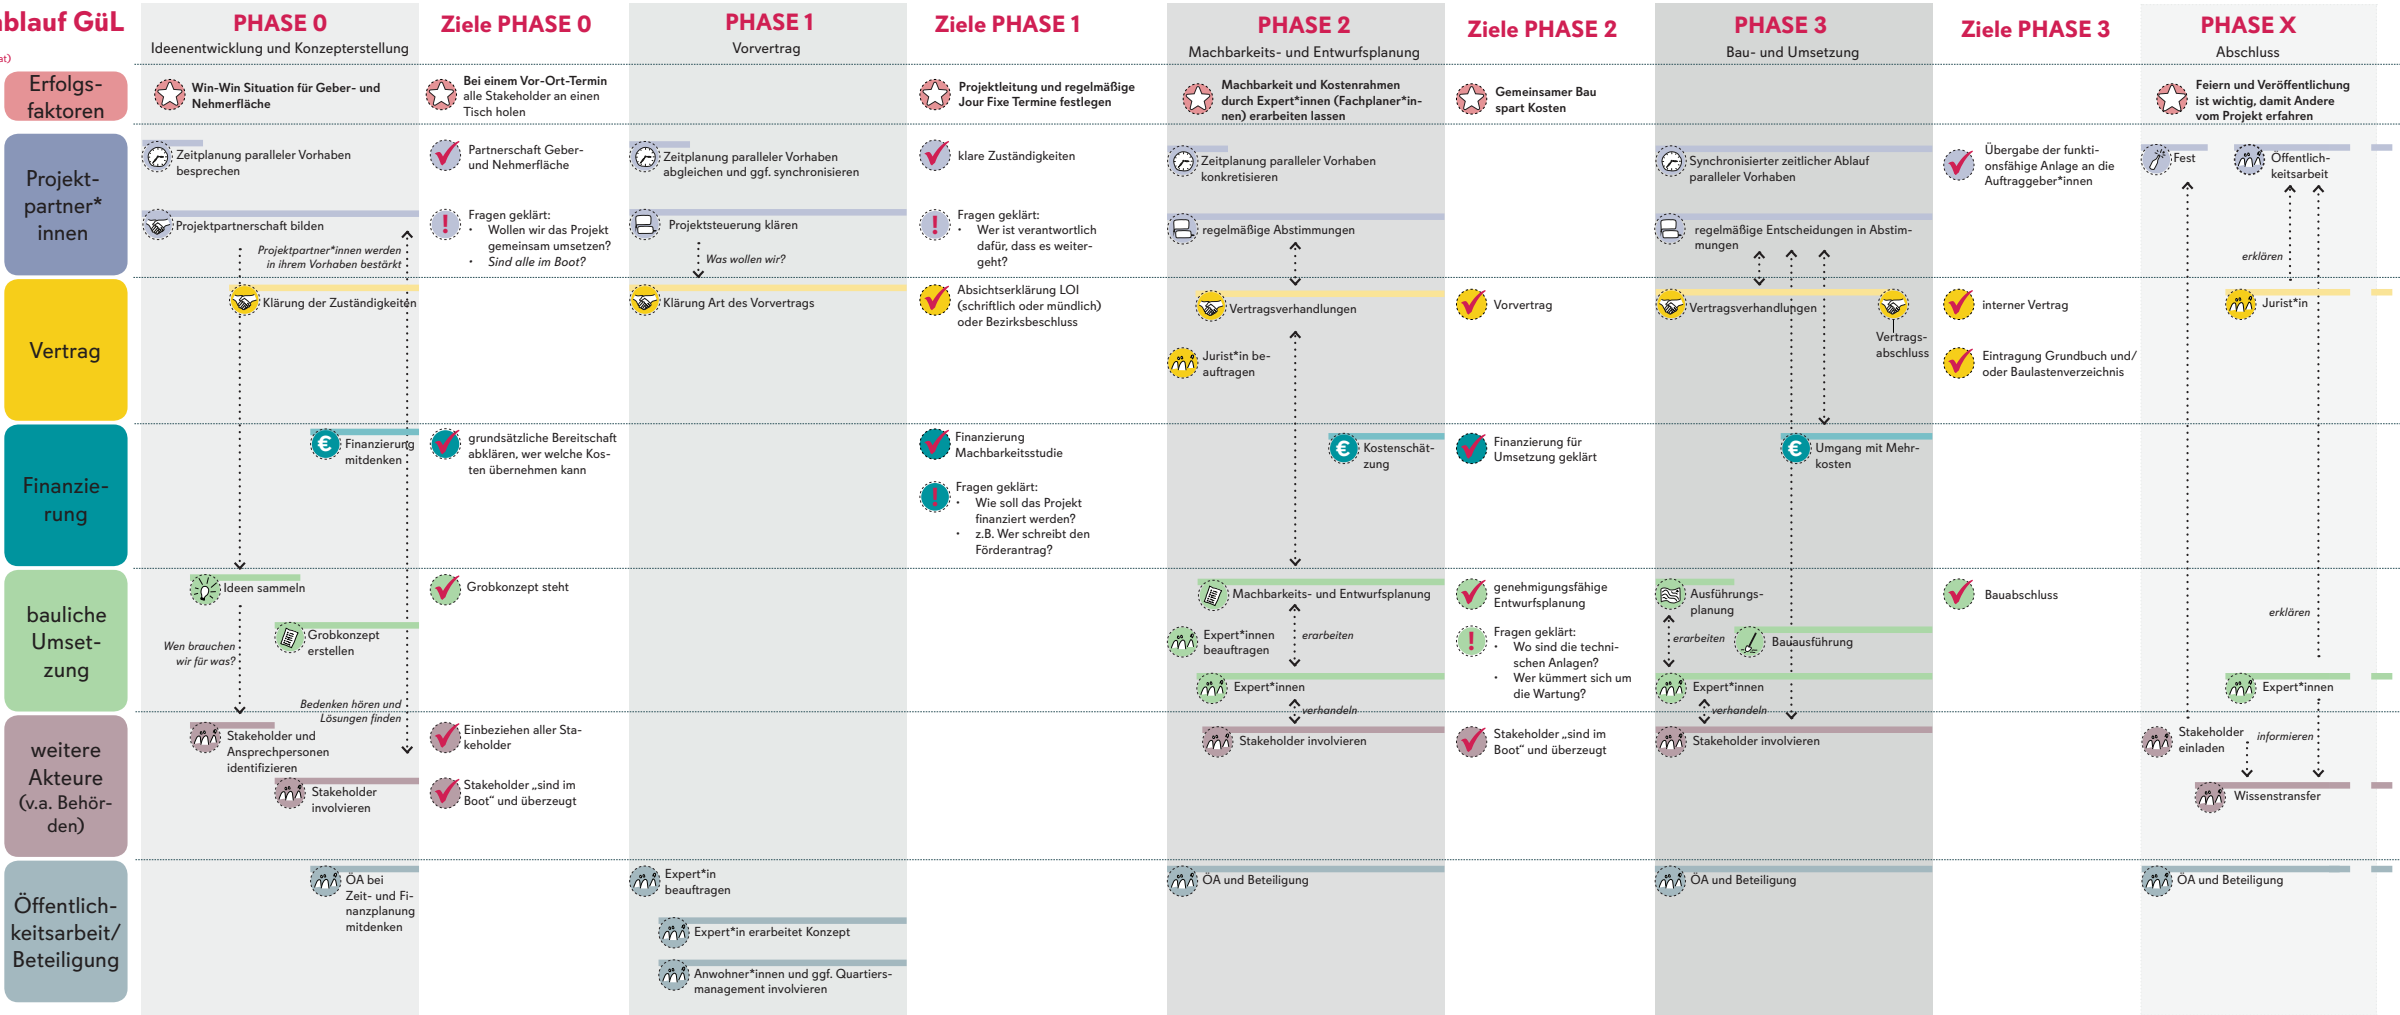 ablauf GüL
at)
PHASE 0
Ideenentwicklung und Konzepterstellung
Ziele PHASE 0
PHASE 1
Vorvertrag
Ziele PHASE 1
PHASE 2
Machbarkeits- und Entwurfsplanung
Ziele PHASE 2
PHASE 3
Bau- und Umsetzung
Ziele PHASE 3
PHASE X
Abschluss
Erfolgs-
faktoren
Win-Win Situation für Geber- und
Nehmerfläche
Bei einem Vor-Ort-Termin
alle Stakeholder an einen
Tisch holen
Projektleitung und regelmäßige
Jour Fixe Termine festlegen
Machbarkeit und Kostenrahmen
durch Expert*innen (Fachplaner*in-
nen) erarbeiten lassen
Gemeinsamer Bau
spart Kosten
Feiern und Veröffentlichung
ist wichtig, damit Andere
vom Projekt erfahren
Projekt-
partner*
innen
Zeitplanung paralleler Vorhaben
besprechen
Projektpartnerschaft bilden
Projektpartner*innen werden
in ihrem Vorhaben bestärkt
Partnerschaft Geber-
und Nehmerfläche
!
Fragen geklärt:
• Wollen wir das Projekt
gemeinsam umsetzen?
• Sind alle im Boot?
Zeitplanung paralleler Vorhaben
abgleichen und ggf. synchronisieren
Projektsteuerung klären
Was wollen wir?
klare Zuständigkeiten
!
Fragen geklärt:
• Wer ist verantwortlich
dafür, dass es weiter-
geht?
Zeitplanung paralleler Vorhaben
konkretisieren
regelmäßige Abstimmungen
Synchronisierter zeitlicher Ablauf
paralleler Vorhaben
regelmäßige Entscheidungen in Abstim-
mungen
Übergabe der funkti-
onsfähige Anlage an die
Auftraggeber*innen
Fest
Öffentlich-
keitsarbeit
erklären
Vertrag
Klärung der Zuständigkeiten
Klärung Art des Vorvertrags
Absichtserklärung LOI
(schriftlich oder mündlich)
oder Bezirksbeschluss
Vertragsverhandlungen
Jurist*in be-
auftragen
Vorvertrag
Vertragsverhandlungen
Vertrags-
abschluss
interner Vertrag
Eintragung Grundbuch und/
oder Baulastenverzeichnis
Jurist*in
Finanzie-
rung
€
Finanzierung
mitdenken
grundsätzliche Bereitschaft
abklären, wer welche Kos-
ten übernehmen kann
Finanzierung
Machbarkeitsstudie
!
Fragen geklärt:
• Wie soll das Projekt
finanziert werden?
• z.B. Wer schreibt den
Förderantrag?
€
Kostenschät-
zung
Finanzierung für
Umsetzung geklärt
€
Umgang mit Mehr-
kosten
bauliche
Umset-
zung
Ideen sammeln
Grobkonzept
erstellen
Wen brauchen
wir für was?
Bedenken hören und
Lösungen finden
Grobkonzept steht
Machbarkeits- und Entwurfsplanung
Expert*innen
beauftragen
erarbeiten
Expert*innen
verhandeln
genehmigungsfähige
Entwurfsplanung
!
Fragen geklärt:
• Wo sind die techni-
schen Anlagen?
• Wer kümmert sich um
die Wartung?
Ausführungs-
planung
erarbeiten
Bauausführung
Expert*innen
verhandeln
Bauabschluss
erklären
Expert*innen
weitere
Akteure
(v.a. Behör-
den)
Stakeholder und
Ansprechpersonen
identifizieren
Stakeholder
involvieren
Einbeziehen aller Sta-
keholder
Stakeholder „sind im
Boot“ und überzeugt
Stakeholder involvieren
Stakeholder „sind im
Boot“ und überzeugt
Stakeholder involvieren
Stakeholder
einladen
informieren
Wissenstransfer
Öffentlich-
keitsarbeit/
Beteiligung
ÖA bei
Zeit- und Fi-
nanzplanung
mitdenken
Expert*in
beauftragen
Expert*in erarbeitet Konzept
Anwohner*innen und ggf. Quartiers-
management involvieren
ÖA und Beteiligung
ÖA und Beteiligung
ÖA und Beteiligung